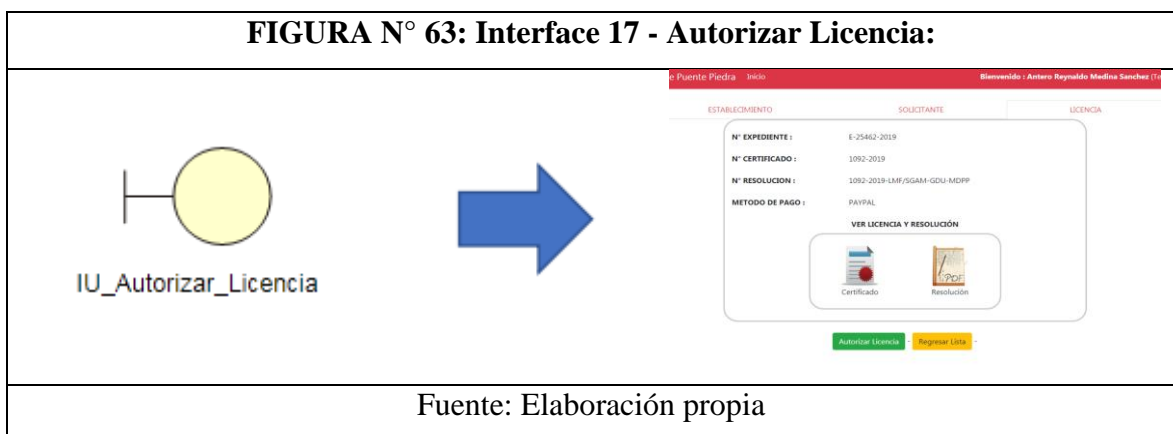 FIGURA N° 63: Interface 17 - Autorizar Licencia:
e Puente Piedra Inicio Bienvenido : Antero Reynaldo Medina Sanchez (Te
ESTABLECIMIENTO SOLICITANTE LICENCIA
N° EXPEDIENTE : E-25462-2019
N° CERTIFICADO : 1092-2019
N° RESOLUCION : 1092-2019-LMF/SGAM-GDU-MDPP
METODO DE PAGO : PAYPAL
VER LICENCIA Y RESOLUCIÓN
PDF
Certificado Resolución
Autorizar Licencia - Regresar Lista -
IU_Autorizar_Licencia
Fuente: Elaboración propia